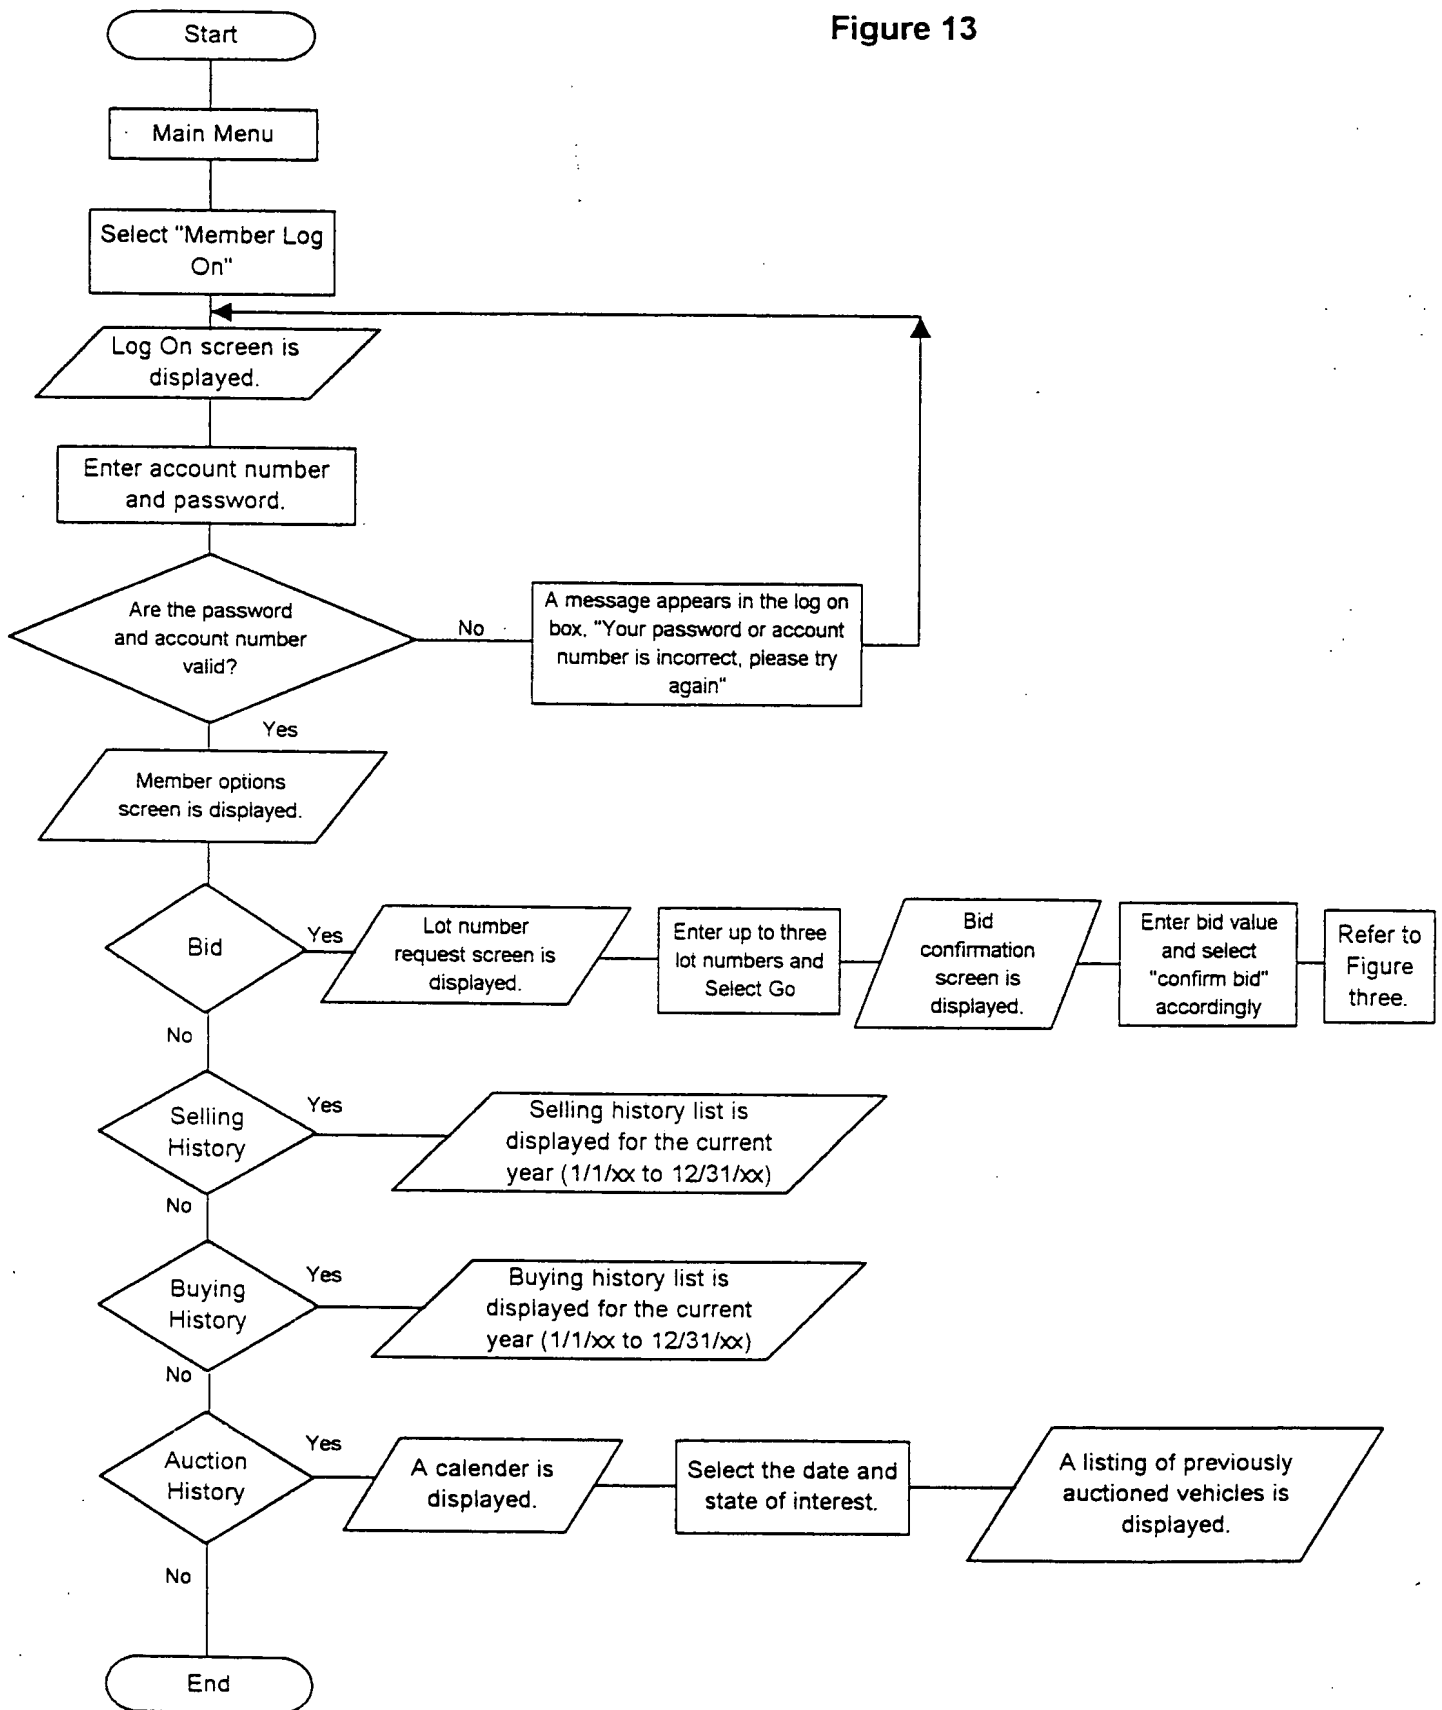 Figure 13
Start
Main Menu
Select "Member Log
On"
Log On screen is
displayed.
Enter account number
and password.
Are the password
and account number
valid?
No
A message appears in the log on
box, "Your password or account
number is incorrect, please try
again"
Yes
Member options
screen is displayed.
Bid
Yes
Lot number
request screen is
displayed.
Enter up to three
lot numbers and
Select Go
Bid
confirmation
screen is
displayed.
Enter bid value
and select
"confirm bid"
accordingly
Refer to
Figure
three.
No
Selling
History
Yes
Selling history list is
displayed for the current
year (1/1/xx to 12/31/xx)
No
Buying
History
Yes
Buying history list is
displayed for the current
year (1/1/xx to 12/31/xx)
No
Auction
History
Yes
A calender is
displayed.
Select the date and
state of interest.
A listing of previously
auctioned vehicles is
displayed.
No
End